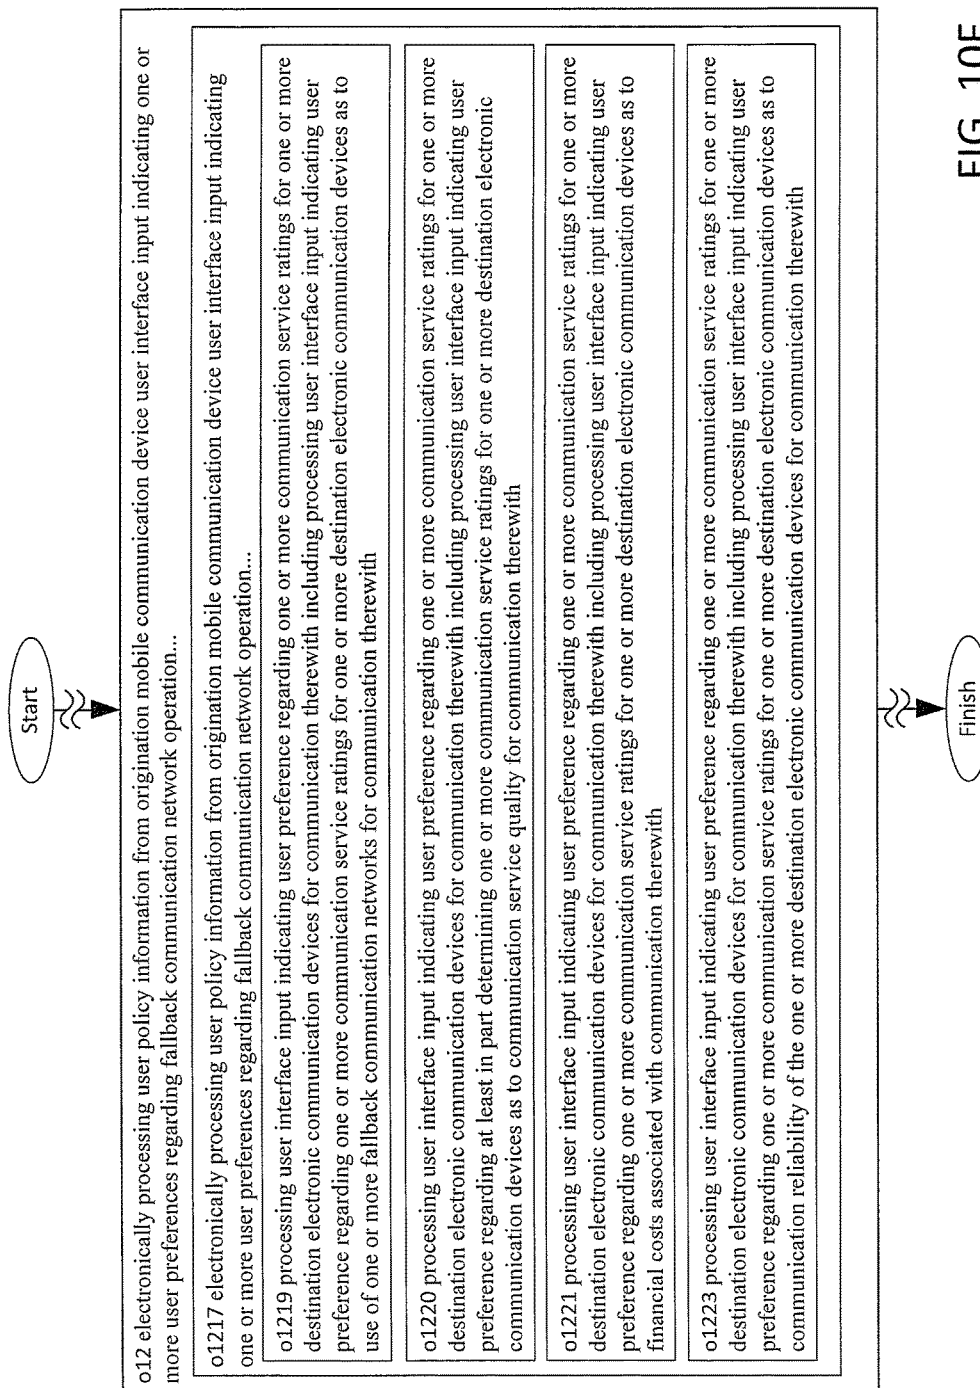 Start
o12 electronically processing user policy information from origination mobile communication device user interface input indicating one or
more user preferences regarding fallback communication network operation...
o1217 electronically processing user policy information from origination mobile communication device user interface input indicating
one or more user preferences regarding fallback communication network operation...
o1219 processing user interface input indicating user preference regarding one or more communication service ratings for one or more
destination electronic communication devices for communication therewith including processing user interface input indicating user
preference regarding one or more communication service ratings for one or more destination electronic communication devices as to
use of one or more fallback communication networks for communication therewith
o1220 processing user interface input indicating user preference regarding one or more communication service ratings for one or more
destination electronic communication devices for communication therewith including processing user interface input indicating user
preference regarding at least in part determining one or more communication service ratings for one or more destination electronic
communication devices as to communication service quality for communication therewith
o1221 processing user interface input indicating user preference regarding one or more communication service ratings for one or more
destination electronic communication devices for communication therewith including processing user interface input indicating user
preference regarding one or more communication service ratings for one or more destination electronic communication devices as to
financial costs associated with communication therewith
o1223 processing user interface input indicating user preference regarding one or more communication service ratings for one or more
destination electronic communication devices for communication therewith including processing user interface input indicating user
preference regarding one or more communication service ratings for one or more destination electronic communication devices as to
communication reliability of the one or more destination electronic communication devices for communication therewith
Finish
FIG. 10F